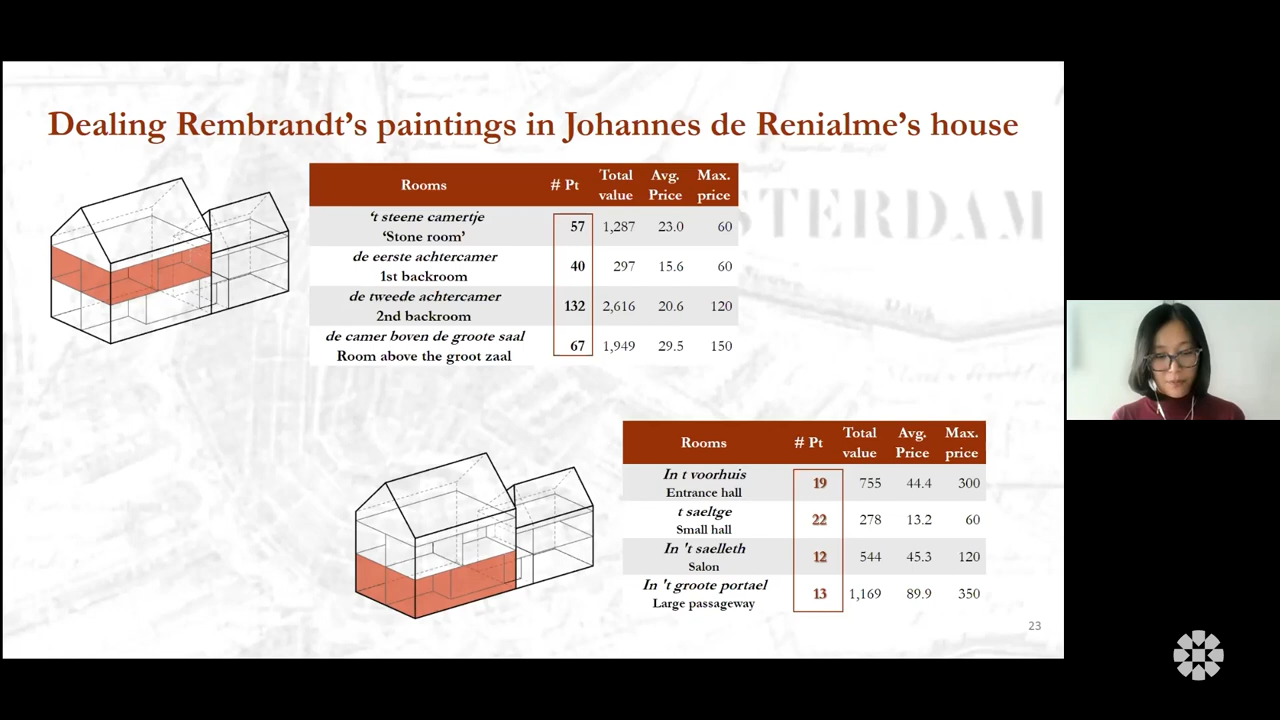 Dealing Rembrandt's paintings in Johannes de Renialme's house
Rooms # Pt Total value Avg. Price Max. price
't steene camertje
'Stone room' 57 1,287 23.0 60
de eerste achtercamer
1st backroom 40 297 15.6 60
de tweede achtercamer
2nd backroom 132 2,616 20.6 120
de camer boven de groote saal
Room above the groot zaal 67 1,949 29.5 150
Rooms # Pt Total value Avg. Price Max. price
In t voorhuis
Entrance hall 19 755 44.4 300
t saeltge
Small hall 22 278 13.2 60
In 't saelleth
Salon 12 544 45.3 120
In 't groote portael
Large passageway 13 1,169 89.9 350
23
STERDAM